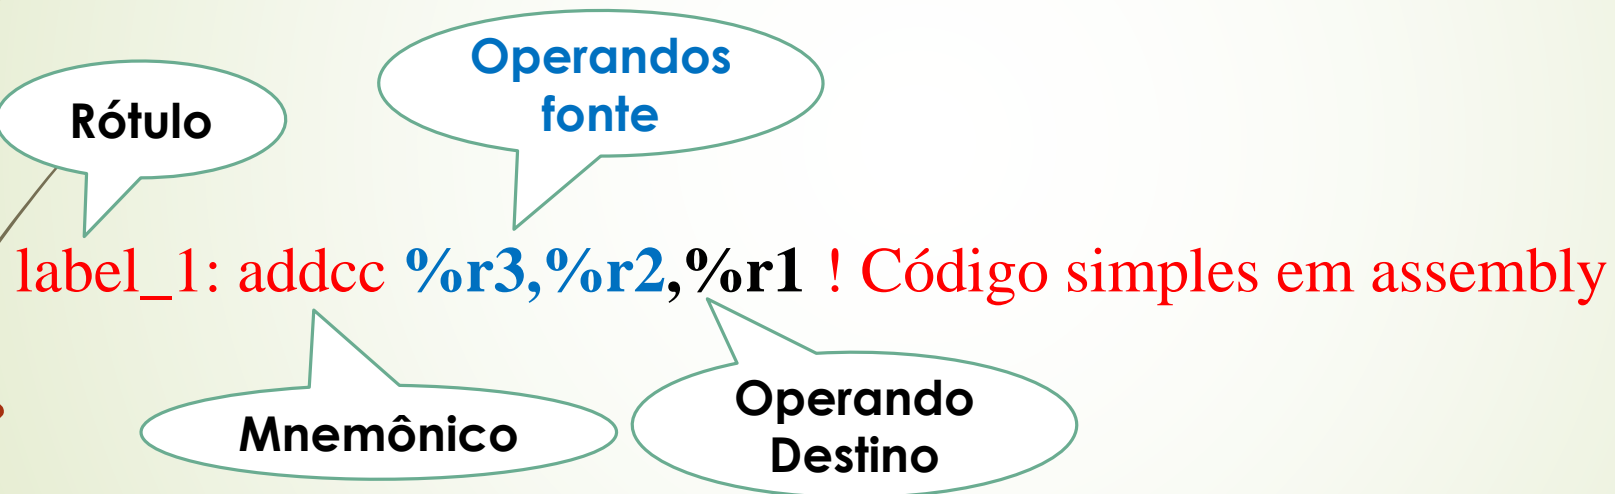 Operandos
fonte
Rótulo
label_1: addcc %r3,%r2,%r1 ! Código simples em assembly
Mnemônico
Operando
Destino